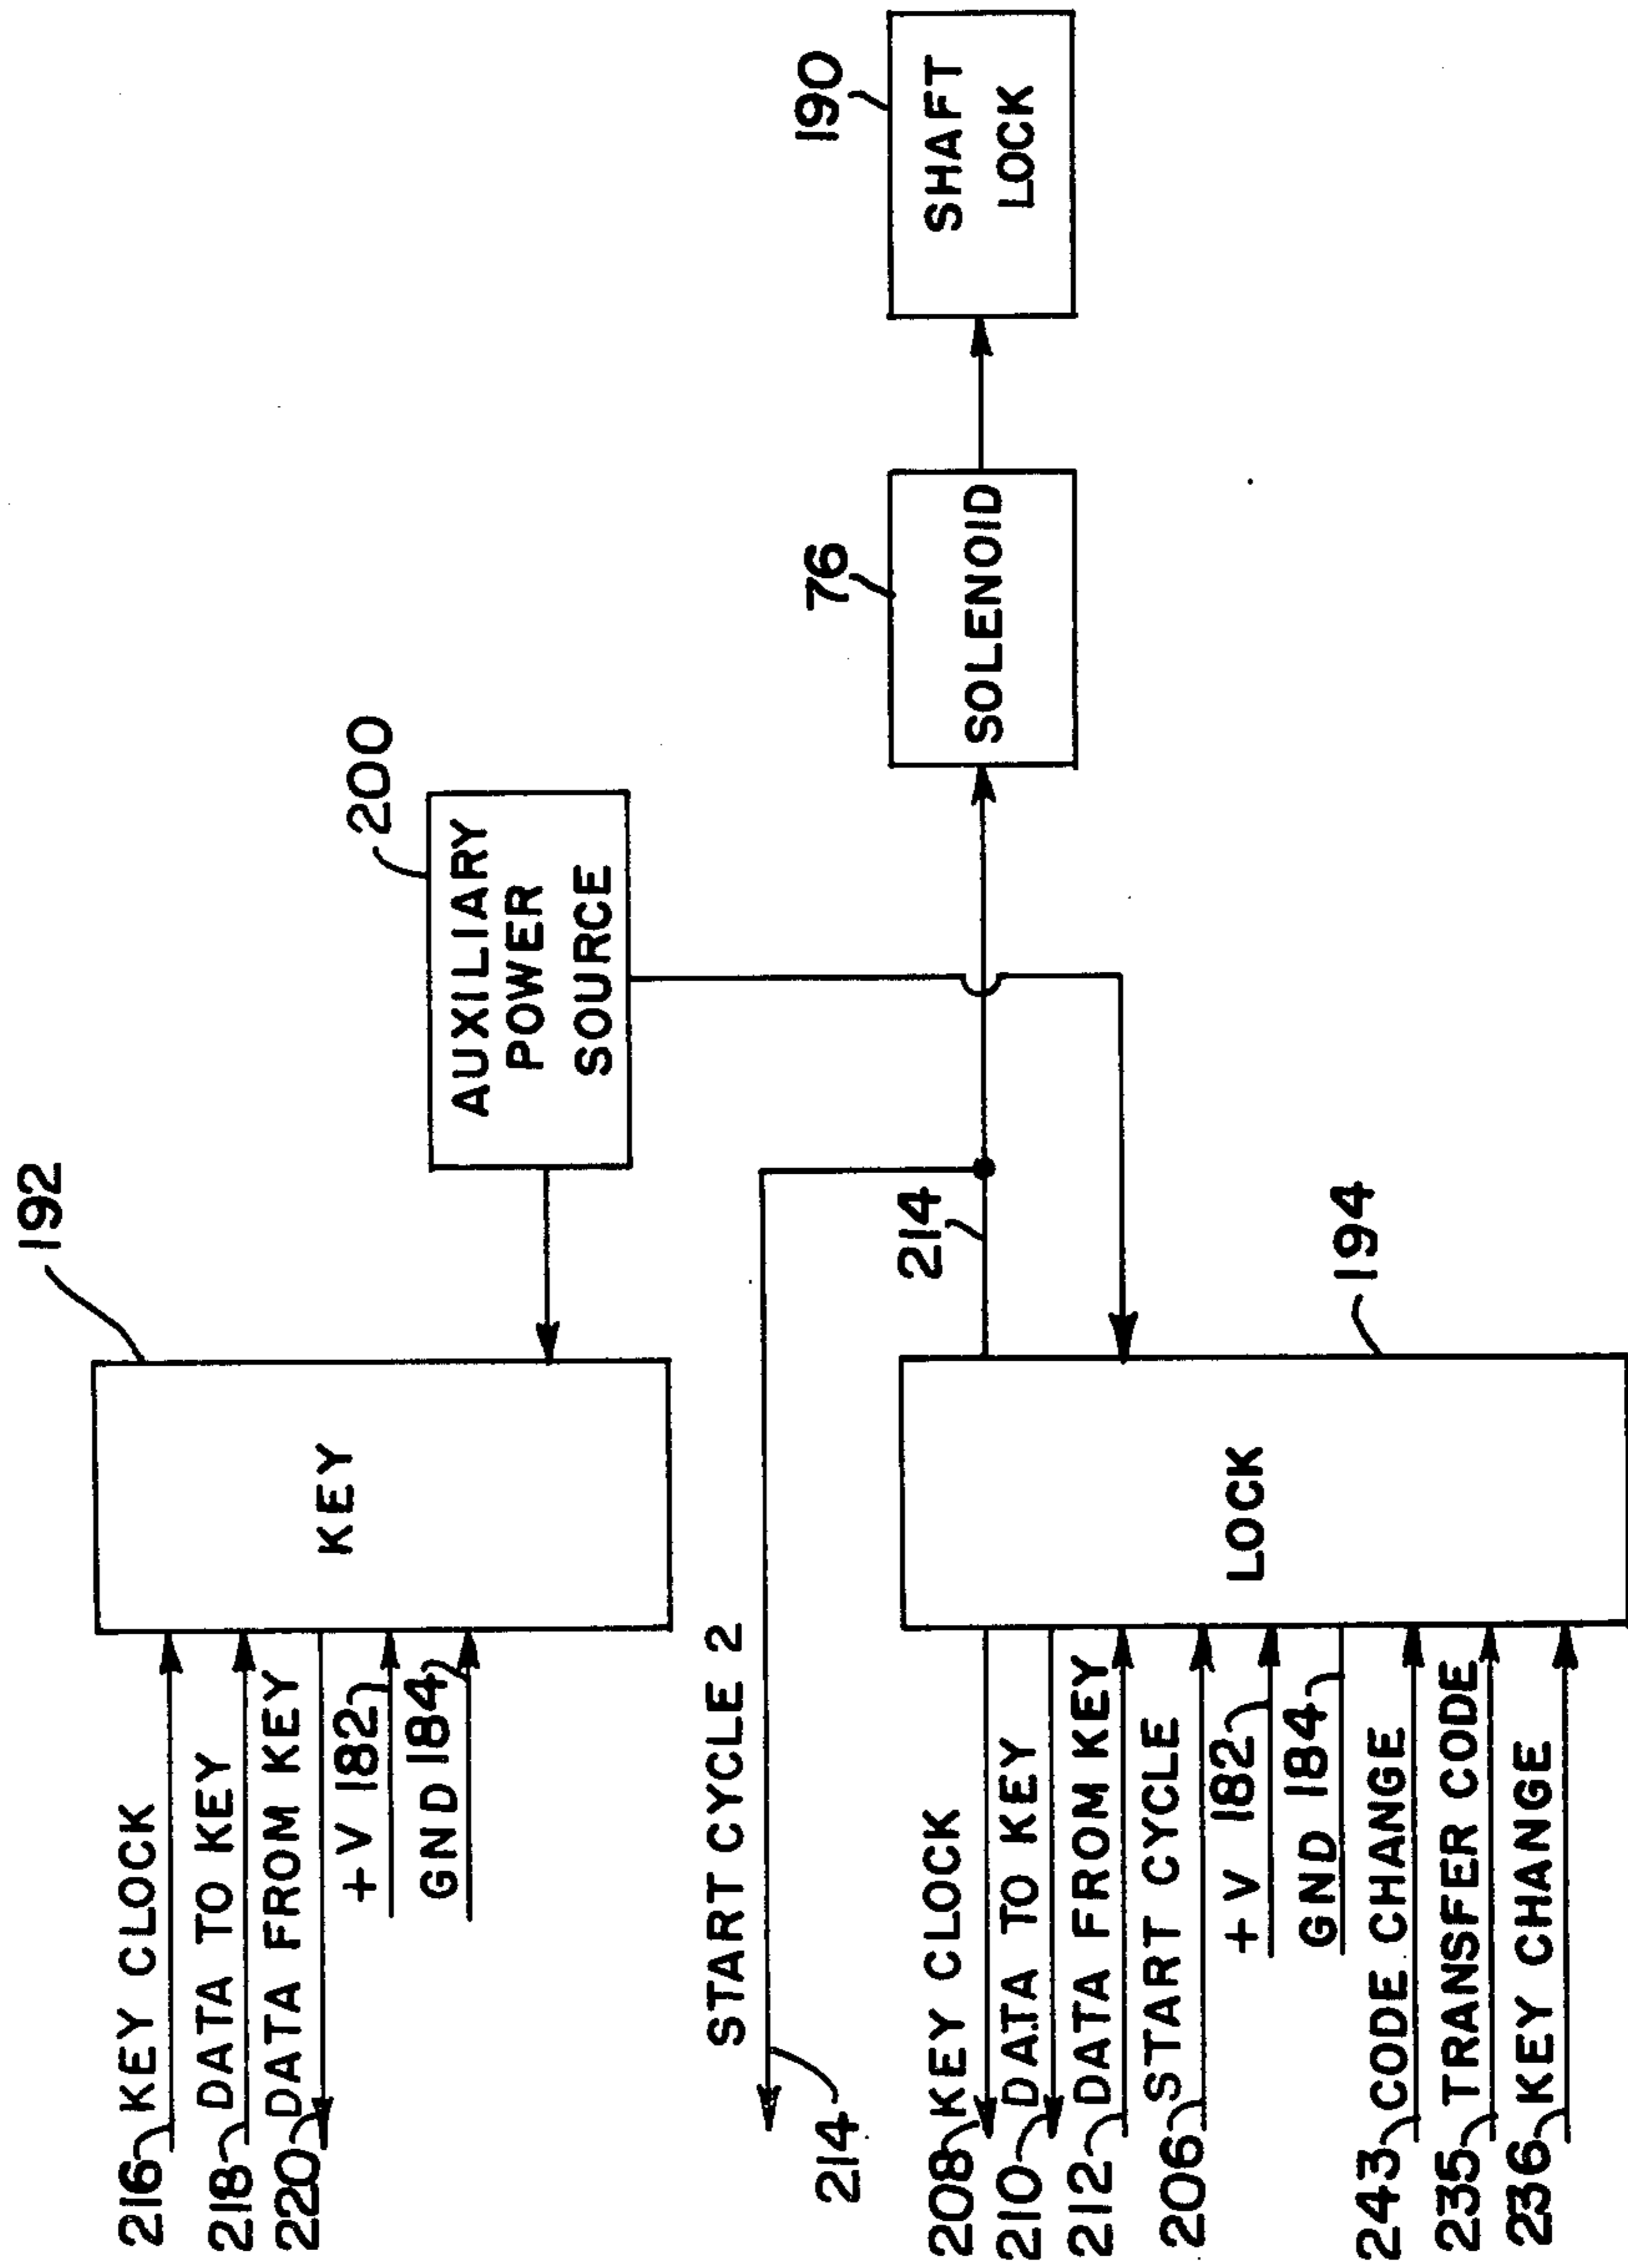 192
216 KEY CLOCK
218 DATA TO KEY
220 DATA FROM KEY
+V 182
GND 184
KEY
200
AUXILIARY
POWER
SOURCE
START CYCLE 2
214
214
76
SOLENOID
190
SHAFT
LOCK
208 KEY CLOCK
210 DATA TO KEY
212 DATA FROM KEY
206 START CYCLE
+V 182
GND 184
243 CODE CHANGE
235 TRANSFER CODE
236 KEY CHANGE
LOCK
194